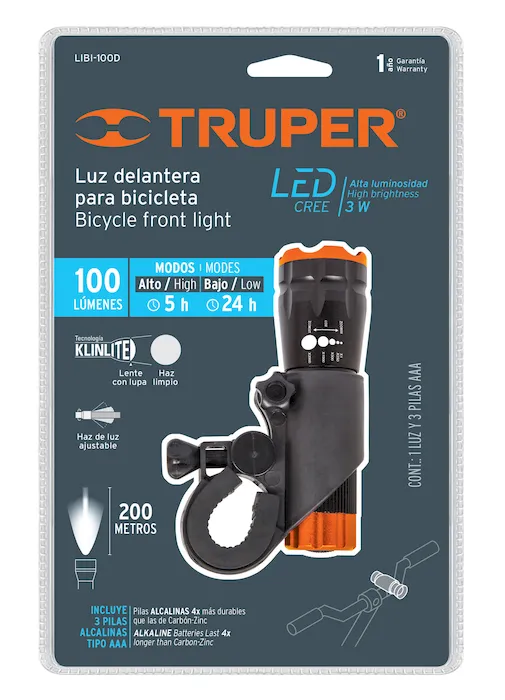 LIBI-100D
1 año Garantía
Warranty
TRUPER®
Luz delantera
para bicicleta
Bicycle front light
LED
CREE
Alta luminosidad
High brightness
3 W
100
LÚMENES
MODOS | MODES
Alto / High
Bajo / Low
5 h
24 h
Tecnología
KLINLITE
Lente
con lupa
Haz
limpio
Haz de luz
ajustable
200
METROS
CONT.: 1 LUZ Y 3 PILAS AAA
INCLUYE
3 PILAS
ALCALINAS
TIPO AAA
Pilas ALCALINAS 4x más durables
que las de Carbón-Zinc
ALKALINE Batteries Last 4x
longer than Carbon-Zinc